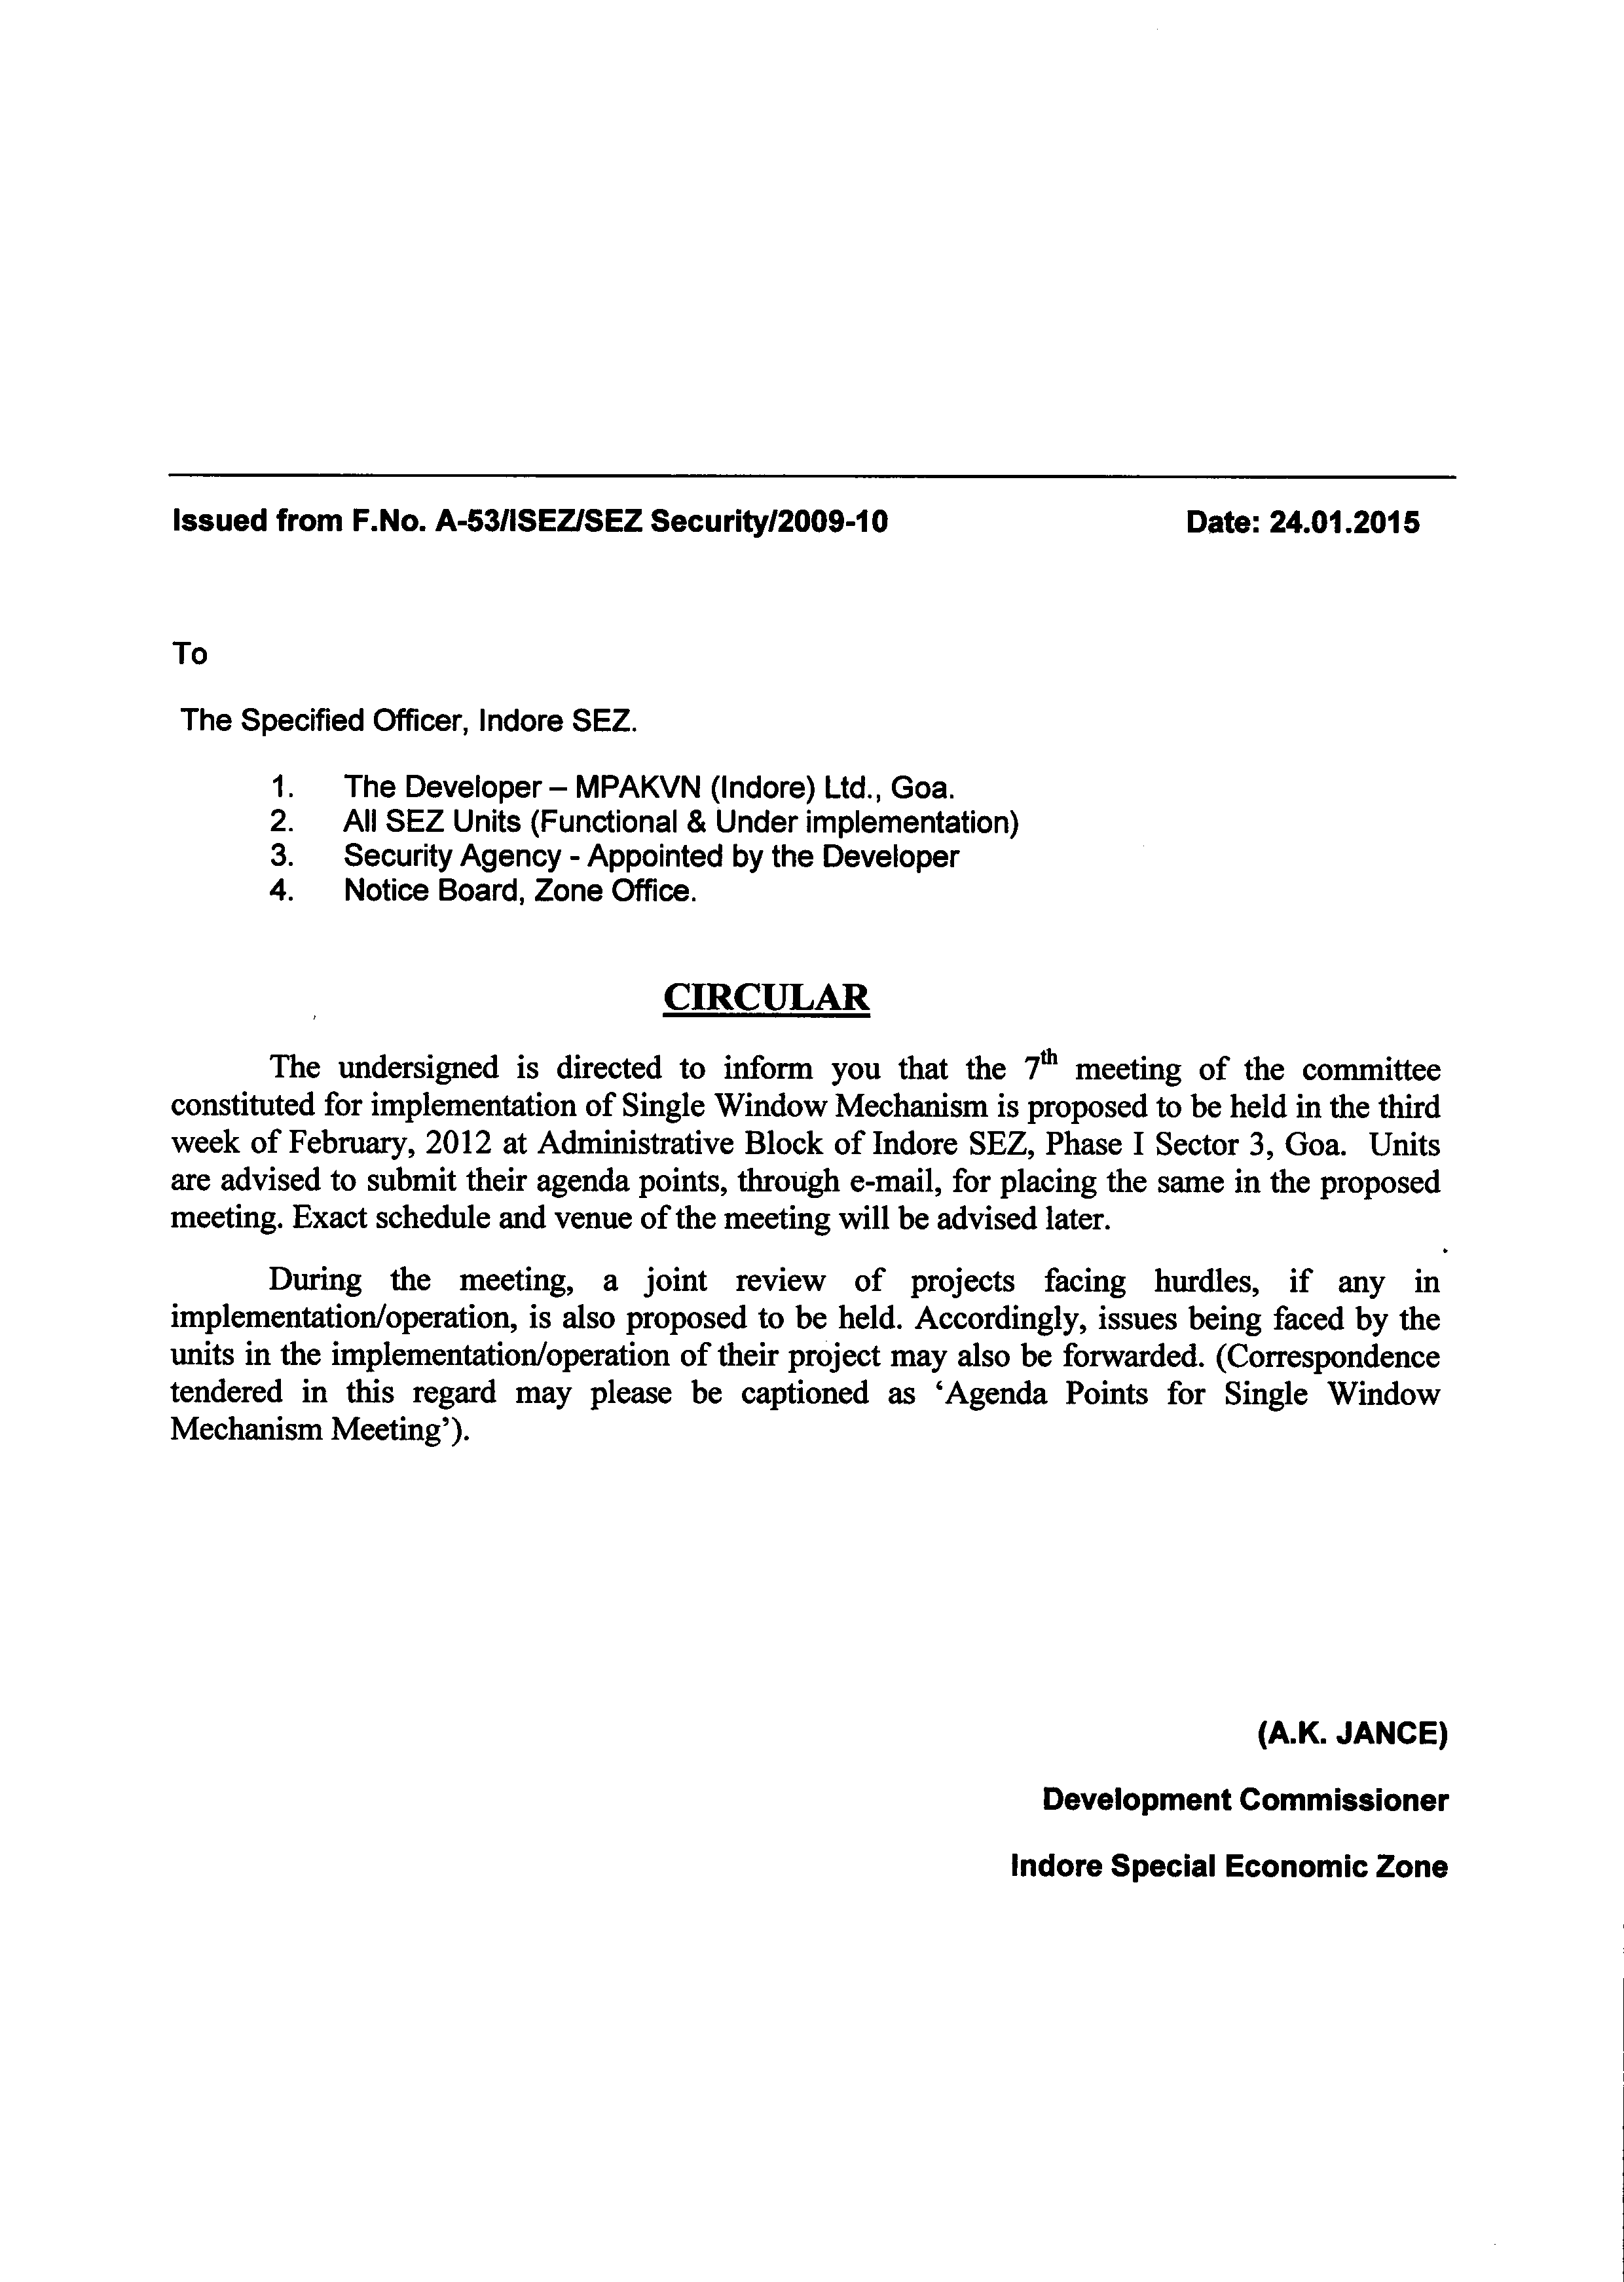 Issued from F.No. A-53/ISEZ/SEZ Security/2009-10 Date: 24.01.2015
To
The Specified Officer, Indore SEZ.
1. The Developer – MPAKVN (Indore) Ltd., Goa.
2. All SEZ Units (Functional & Under implementation)
3. Security Agency - Appointed by the Developer
4. Notice Board, Zone Office.
CIRCULAR
The undersigned is directed to inform you that the 7th meeting of the committee
constituted for implementation of Single Window Mechanism is proposed to be held in the third
week of February, 2012 at Administrative Block of Indore SEZ, Phase I Sector 3, Goa. Units
are advised to submit their agenda points, through e-mail, for placing the same in the proposed
meeting. Exact schedule and venue of the meeting will be advised later.
During the meeting, a joint review of projects facing hurdles, if any in
implementation/operation, is also proposed to be held. Accordingly, issues being faced by the
units in the implementation/operation of their project may also be forwarded. (Correspondence
tendered in this regard may please be captioned as ‘Agenda Points for Single Window
Mechanism Meeting’).
(A.K. JANCE)
Development Commissioner
Indore Special Economic Zone